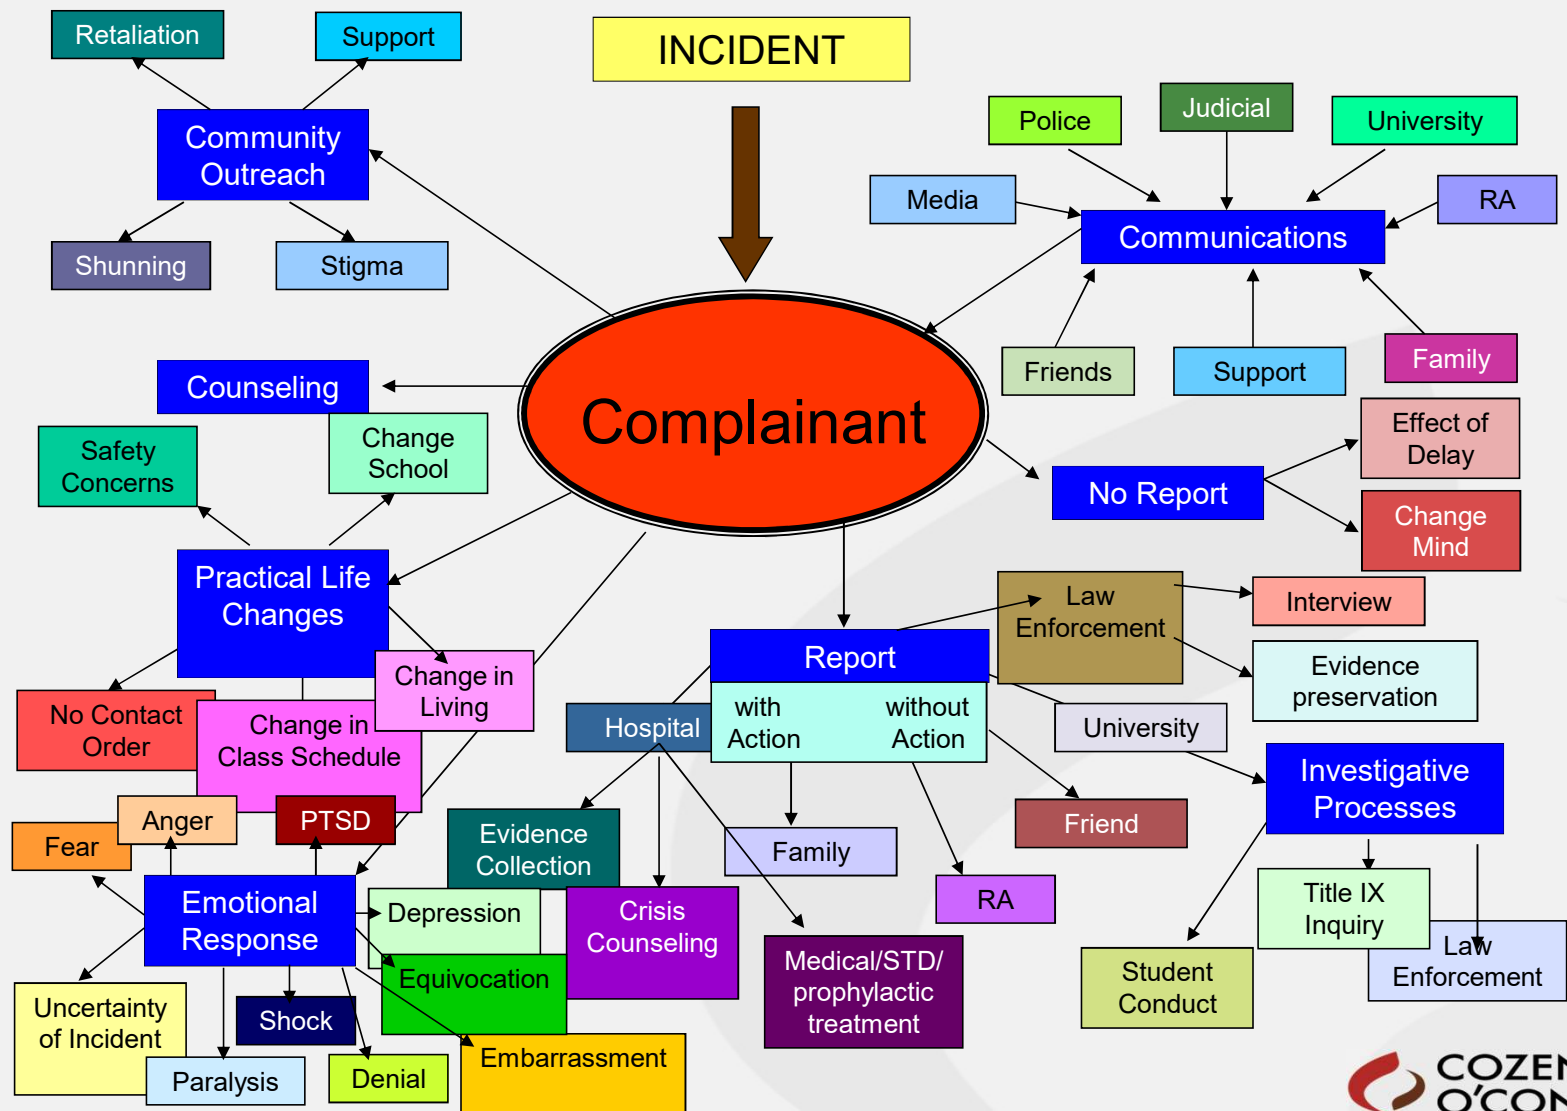 INCIDENT
Retaliation
Support
Community
Outreach
Shunning
Stigma
Police
Judicial
University
Media
RA
Communications
Friends
Support
Family
Complainant
Counseling
Safety
Concerns
Change
School
Practical Life
Changes
No Contact
Order
Change in
Class Schedule
Change in
Living
No Report
Effect of
Delay
Change
Mind
Report
with
Action
without
Action
Law
Enforcement
Interview
Evidence
preservation
University
Hospital
Friend
Family
RA
Evidence
Collection
Crisis
Counseling
Medical/STD/
prophylactic
treatment
Investigative
Processes
Student
Conduct
Title IX
Inquiry
Law
Enforcement
Anger
PTSD
Fear
Emotional
Response
Depression
Equivocation
Embarrassment
Uncertainty
of Incident
Shock
Paralysis
Denial
COZEN
O'CON